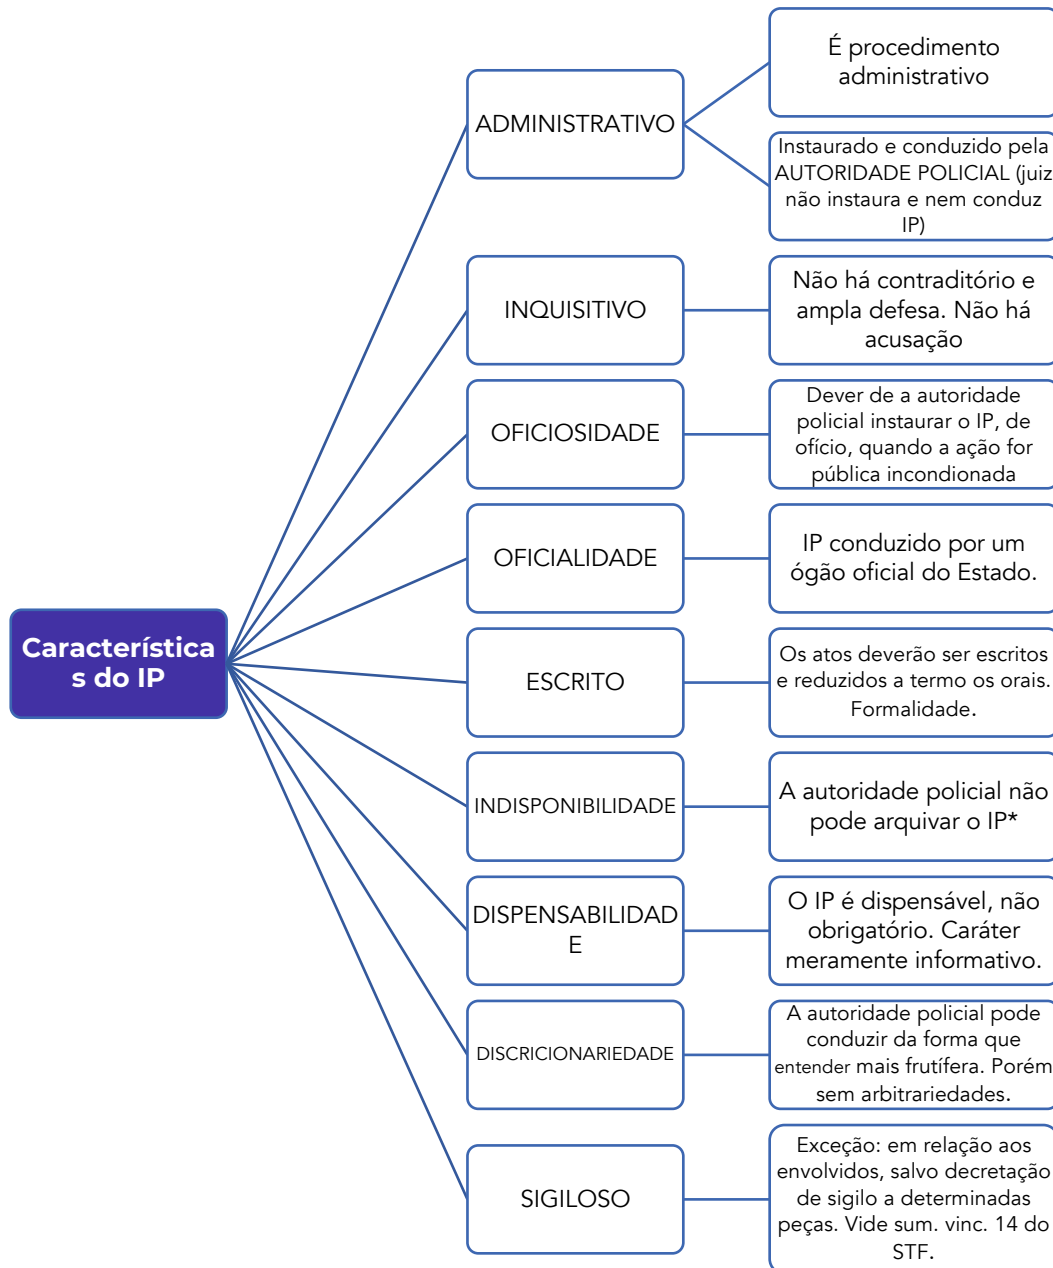 Característica
s do IP
ADMINISTRATIVO
É procedimento
administrativo
Instaurado e conduzido pela
AUTORIDADE POLICIAL (juiz
não instaura e nem conduz
IP)
INQUISITIVO
Não há contraditório e
ampla defesa. Não há
acusação
OFICIOSIDADE
Dever de a autoridade
policial instaurar o IP, de
ofício, quando a ação for
pública incondionada
OFICIALIDADE
IP conduzido por um
ógão oficial do Estado.
ESCRITO
Os atos deverão ser escritos
e reduzidos a termo os orais.
Formalidade.
INDISPONIBILIDADE
A autoridade policial não
pode arquivar o IP*
DISPENSABILIDAD
E
O IP é dispensável, não
obrigatório. Caráter
meramente informativo.
DISCRICIONARIEDADE
A autoridade policial pode
conduzir da forma que
entender mais frutífera. Porém
sem arbitrariedades.
SIGILOSO
Exceção: em relação aos
envolvidos, salvo decretação
de sigilo a determinadas
peças. Vide sum. vinc. 14 do
STF.